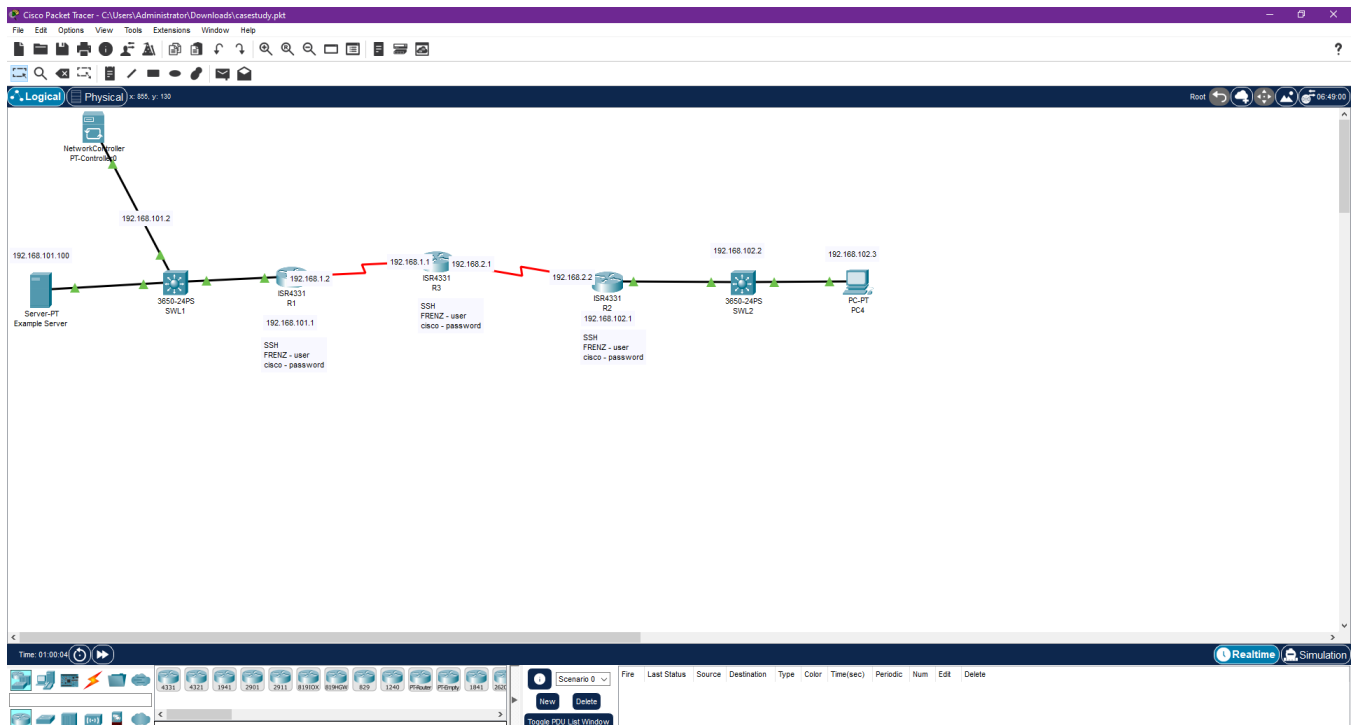 Cisco Packet Tracer - C:\Users\Administrator\Downloads\casestudy.pkt
File Edit Options View Tools Extensions Window Help
?
Logical Physical x: 855, y: 130 Root 06:49:00
NetworkController
PT-Controller0
192.168.101.2
192.168.101.100
Server-PT
Example Server
3650-24PS
SWL1
192.168.1.2
ISR4331
R1
192.168.101.1
SSH
FRENZ - user
cisco - password
192.168.1.1
192.168.2.1
ISR4331
R3
SSH
FRENZ - user
cisco - password
192.168.2.2
ISR4331
R2
192.168.102.1
SSH
FRENZ - user
cisco - password
192.168.102.2
3650-24PS
SWL2
192.168.102.3
PC-PT
PC4
Time: 01:00:04 Realtime Simulation
4331 4321 1941 2901 2911 819IOX 819HGW 829 1240 PT-Router PT-Empty 1841
Scenario 0
New Delete
Toggle PDU List Window
Fire Last Status Source Destination Type Color Time(sec) Periodic Num Edit Delete